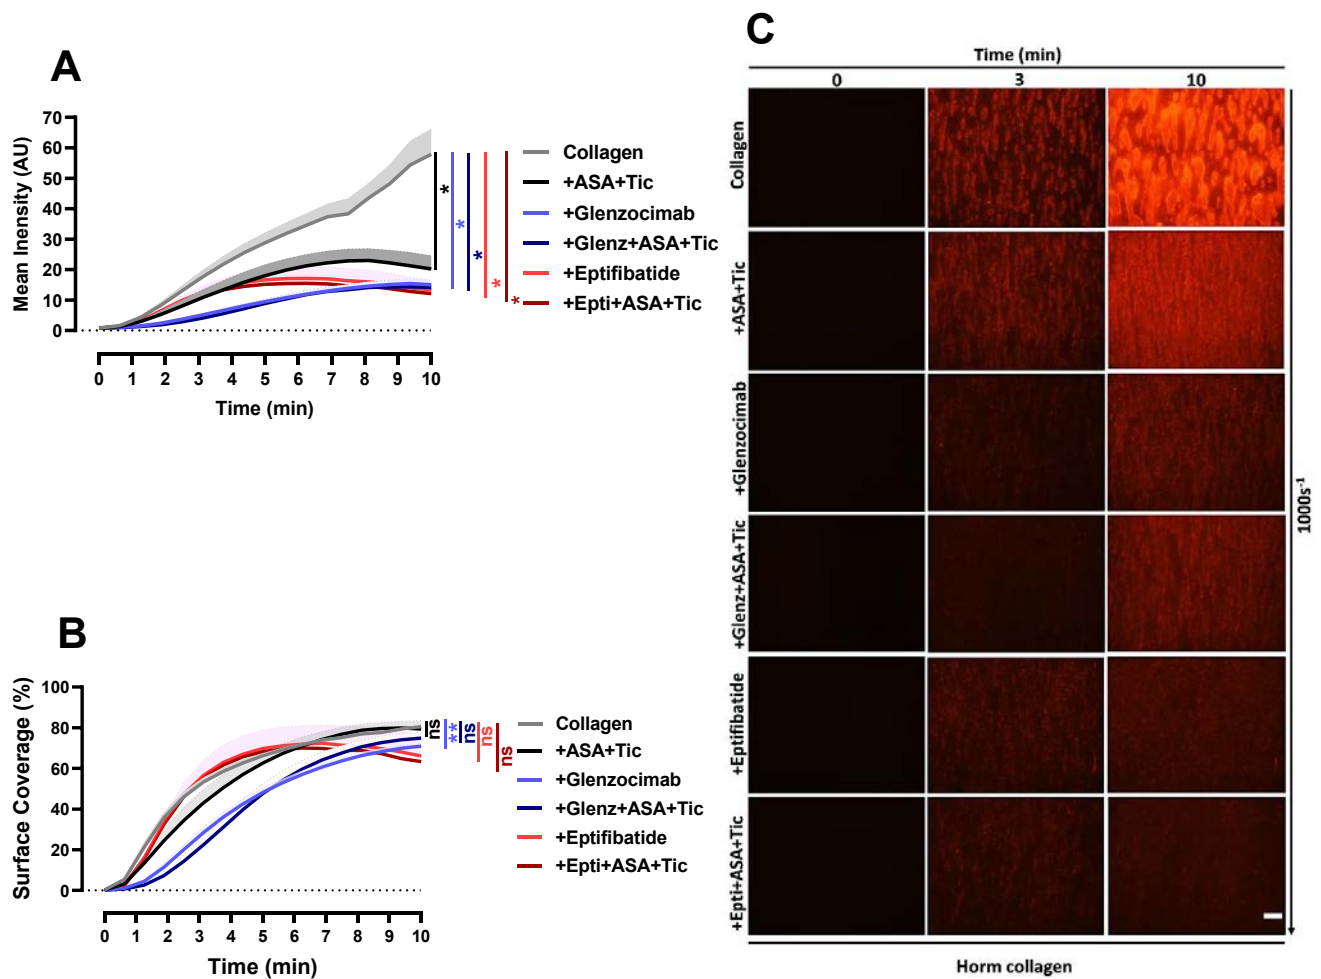 A
Mean Inensity (AU)
70
60
50
40
30
20
10
0
0 1 2 3 4 5 6 7 8 9 10
Time (min)
* * * * *
Collagen
+ASA+Tic
+Glenzocimab
+Glenz+ASA+Tic
+Eptifibatide
+Epti+ASA+Tic
B
Surface Coverage (%)
100
80
60
40
20
0
0 1 2 3 4 5 6 7 8 9 10
Time (min)
ns ** ns ns ns
Collagen
+ASA+Tic
+Glenzocimab
+Glenz+ASA+Tic
+Eptifibatide
+Epti+ASA+Tic
C
Time (min)
0 3 10
Collagen
+ASA+Tic
+Glenzocimab
+Glenz+ASA+Tic
+Eptifibatide
+Epti+ASA+Tic
1000s⁻¹
Horm collagen